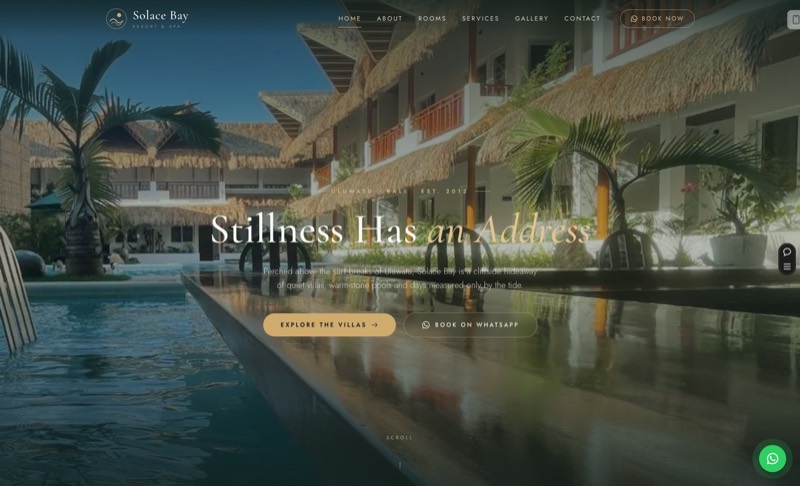 Solace Bay
RESORT & SPA
HOME ABOUT ROOMS SERVICES GALLERY CONTACT BOOK NOW
ULUWATU · BALI · EST. 2012
Stillness Has an Address
Perched above the surf breaks of Uluwatu, Solace Bay is a cliffside hideaway
of quiet villas, warmstone pools and days measured only by the tide.
EXPLORE THE VILLAS → BOOK ON WHATSAPP
SCROLL